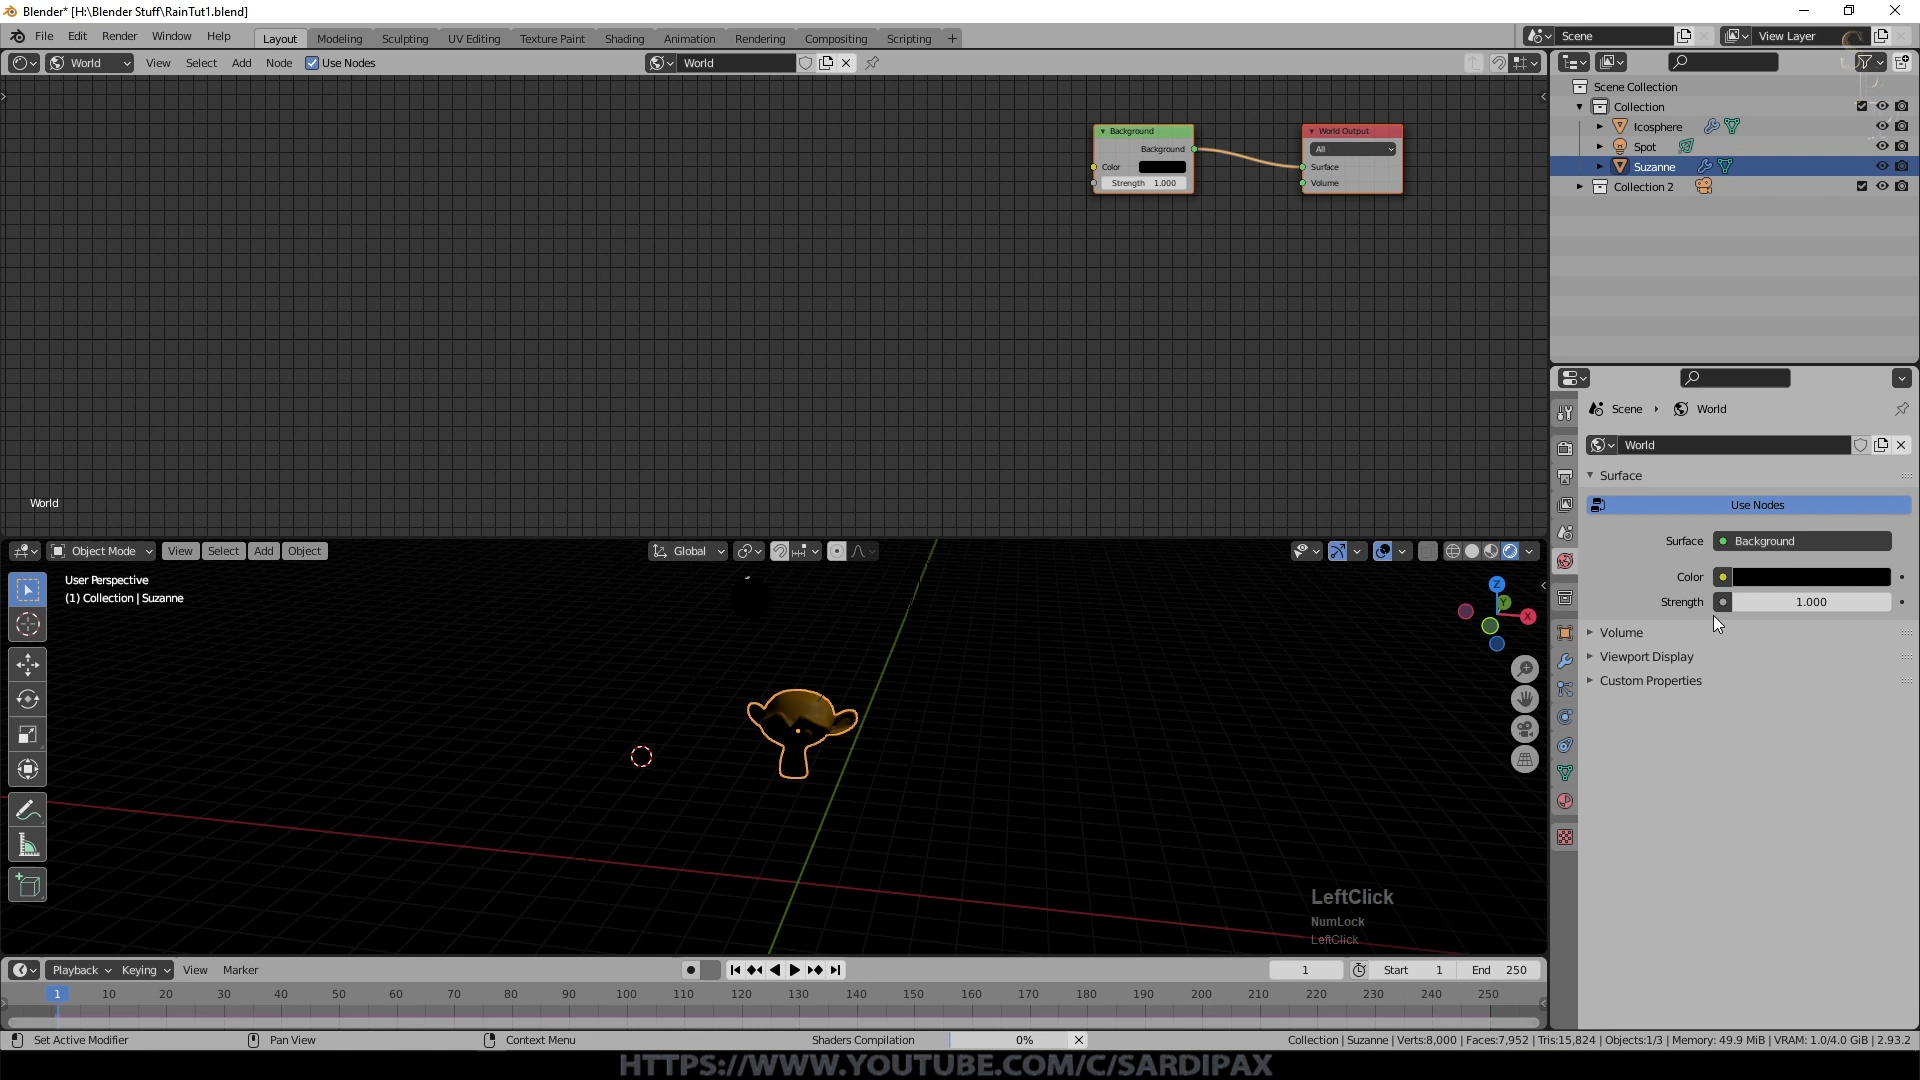 Blender* [H:\Blender Stuff\RainTut1.blend]
File Edit Render Window Help Layout Modeling Sculpting UV Editing Texture Paint Shading Animation Rendering Compositing Scripting + Scene View Layer
World View Select Add Node Use Nodes World
Scene Collection
Collection
Icosphere
Spot
Suzanne
Collection 2
Background
Background
Color
Strength 1.000
World Output
All
Surface
Volume
World
Scene World
World
Surface
Use Nodes
Surface Background
Color
Strength 1.000
Volume
Viewport Display
Custom Properties
Object Mode View Select Add Object Global
User Perspective
(1) Collection | Suzanne
Z
Y
X
LeftClick
NumLock
LeftClick
Playback Keying View Marker 1 Start 1 End 250
1 10 20 30 40 50 60 70 80 90 100 110 120 130 140 150 160 170 180 190 200 210 220 230 240 250
Set Active Modifier Pan View Context Menu Shaders Compilation 0% Collection | Suzanne | Verts:8,000 | Faces:7,952 | Tris:15,824 | Objects:1/3 | Memory: 49.9 MiB | VRAM: 1.0/4.0 GiB | 2.93.2
HTTPS://WWW.YOUTUBE.COM/C/SARDIPAX